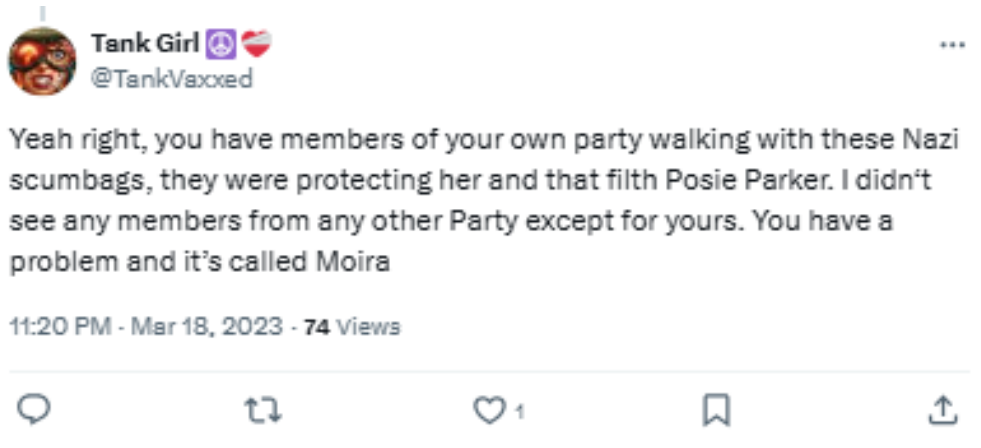 Tank Girl ☮️❤️‍🩹
@TankVaxxed
Yeah right, you have members of your own party walking with these Nazi
scumbags, they were protecting her and that filth Posie Parker. I didn‘t
see any members from any other Party except for yours. You have a
problem and it’s called Moira
11:20 PM · Mar 18, 2023 · 74 Views
1